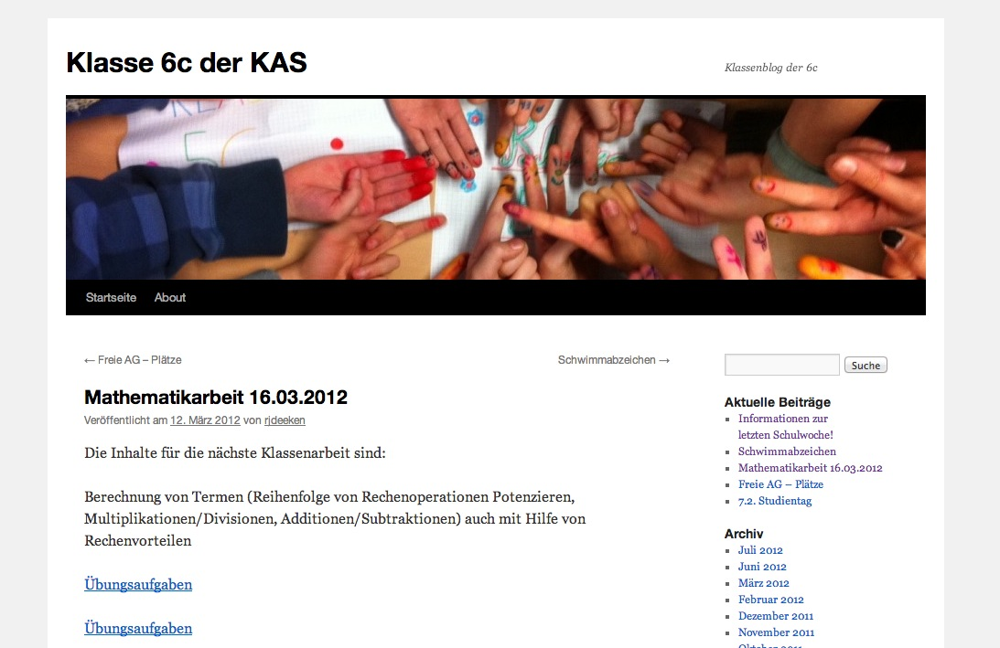 Klasse 6c der KAS
Klassenblog der 6c
Startseite About
← Freie AG – Plätze
Schwimmabzeichen →
Mathematikarbeit 16.03.2012
Veröffentlicht am 12. März 2012 von rjdeeken
Die Inhalte für die nächste Klassenarbeit sind:
Berechnung von Termen (Reihenfolge von Rechenoperationen Potenzieren,
Multiplikationen/Divisionen, Additionen/Subtraktionen) auch mit Hilfe von
Rechenvorteilen
Übungsaufgaben
Übungsaufgaben
Suche
Aktuelle Beiträge
Informationen zur
letzten Schulwoche!
Schwimmabzeichen
Mathematikarbeit 16.03.2012
Freie AG – Plätze
7.2. Studientag
Archiv
Juli 2012
Juni 2012
März 2012
Februar 2012
Dezember 2011
November 2011
Oktober 2011